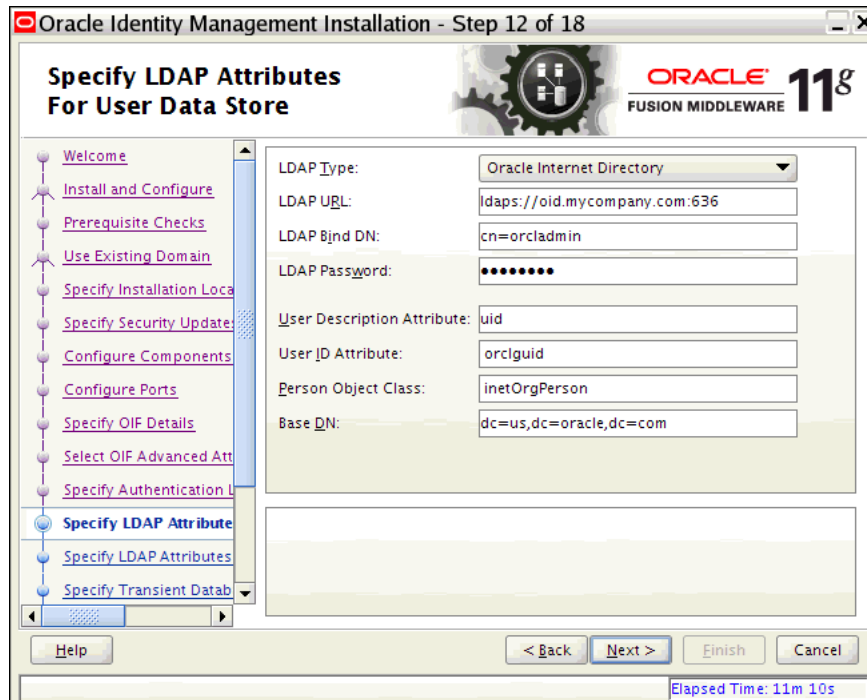 Oracle Identity Management Installation - Step 12 of 18
Specify LDAP Attributes
For User Data Store
ORACLE
FUSION MIDDLEWARE
11g
Welcome
Install and Configure
Prerequisite Checks
Use Existing Domain
Specify Installation Loca
Specify Security Updates
Configure Components
Configure Ports
Specify OIF Details
Select OIF Advanced Att
Specify Authentication L
Specify LDAP Attribute
Specify LDAP Attributes
Specify Transient Datab
LDAP Type: Oracle Internet Directory
LDAP URL: ldaps://oid.mycompany.com:636
LDAP Bind DN: cn=orcladmin
LDAP Password: ●●●●●●●●
User Description Attribute: uid
User ID Attribute: orclguid
Person Object Class: inetOrgPerson
Base DN: dc=us,dc=oracle,dc=com
Help
< Back
Next >
Finish
Cancel
Elapsed Time: 11m 10s